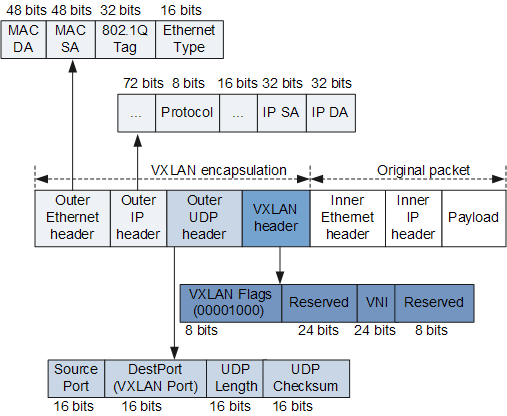 48 bits 48 bits 32 bits 16 bits
MAC DA MAC SA 802.1Q Tag Ethernet Type
72 bits 8 bits 16 bits 32 bits 32 bits
... Protocol ... IP SA IP DA
VXLAN encapsulation Original packet
Outer Ethernet header Outer IP header Outer UDP header VXLAN header Inner Ethernet header Inner IP header Payload
VXLAN Flags (00001000) Reserved VNI Reserved
8 bits 24 bits 24 bits 8 bits
Source Port DestPort (VXLAN Port) UDP Length UDP Checksum
16 bits 16 bits 16 bits 16 bits